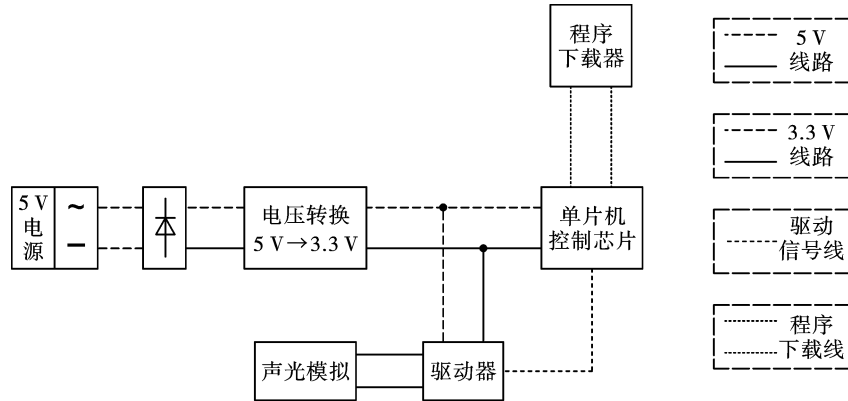 程序
下载器
5 V
线路
3.3 V
线路
5 V
电
源
~
−
电压转换
5 V→3.3 V
单片机
控制芯片
驱动
信号线
声光模拟
驱动器
程序
下载线